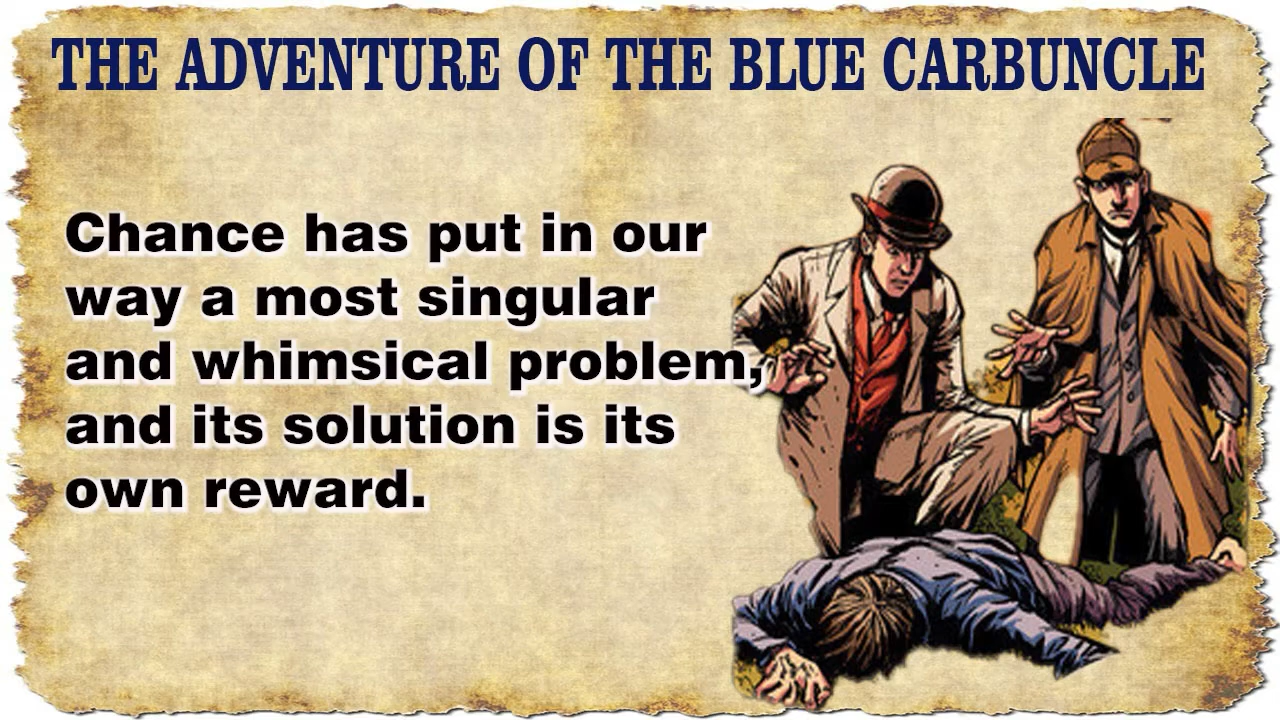 THE ADVENTURE OF THE BLUE CARBUNCLE
Chance has put in our
way a most singular
and whimsical problem,
and its solution is its
own reward.